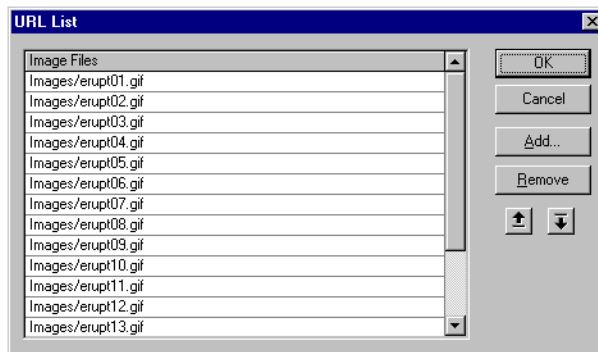 URL List
Image Files
Images/erupt01.gif
Images/erupt02.gif
Images/erupt03.gif
Images/erupt04.gif
Images/erupt05.gif
Images/erupt06.gif
Images/erupt07.gif
Images/erupt08.gif
Images/erupt09.gif
Images/erupt10.gif
Images/erupt11.gif
Images/erupt12.gif
Images/erupt13.gif
OK
Cancel
Add...
Remove